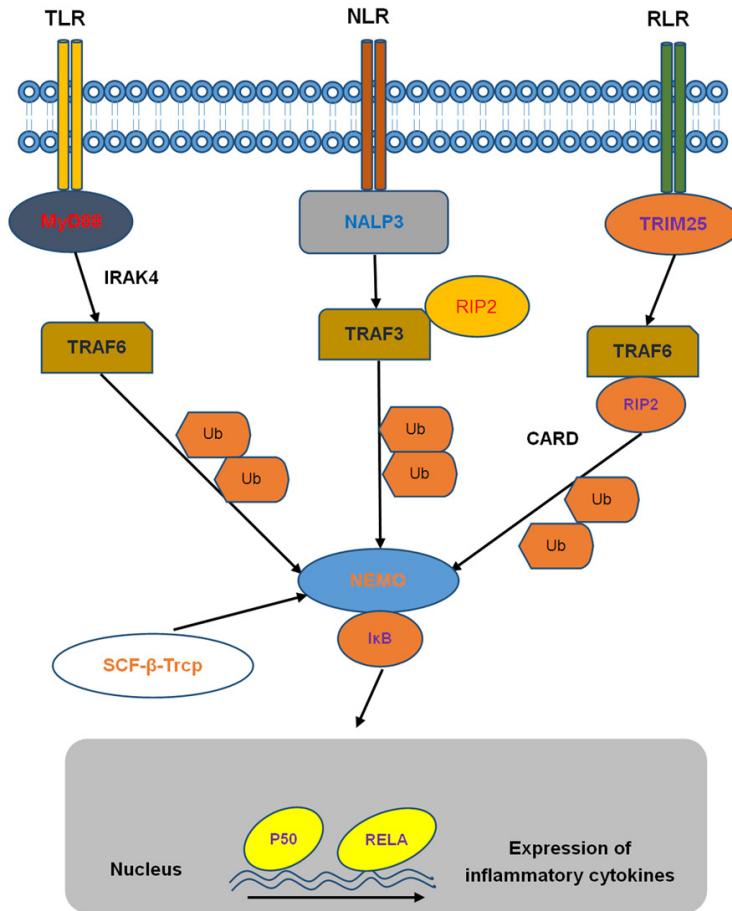 TLR
NLR
RLR
MyD88
NALP3
TRIM25
IRAK4
TRAF6
TRAF3
RIP2
TRAF6
RIP2
CARD
Ub
Ub
Ub
Ub
Ub
Ub
NEMO
IκB
SCF-β-Trcp
P50
RELA
Nucleus
Expression of
inflammatory cytokines